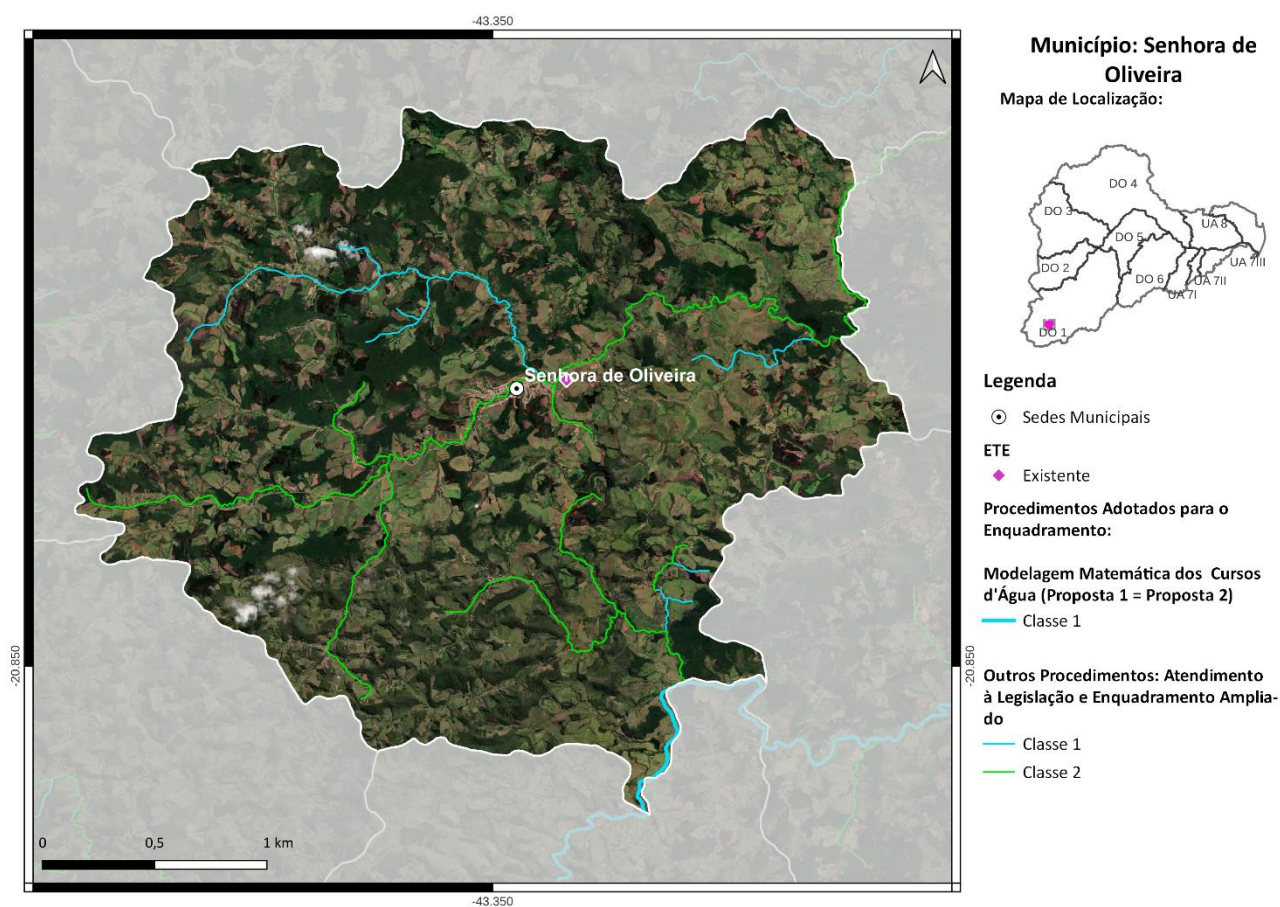 -43.350
Município: Senhora de
Oliveira
Mapa de Localização:
DO 4
DO 3
UA 8
DO 5
UA 7III
DO 2
DO 6
UA 7II
UA 7I
DO 1
Senhora de Oliveira
Legenda
Sedes Municipais
ETE
Existente
Procedimentos Adotados para o
Enquadramento:
Modelagem Matemática dos Cursos
d'Água (Proposta 1 = Proposta 2)
Classe 1
Outros Procedimentos: Atendimento
à Legislação e Enquadramento Amplia-
do
Classe 1
Classe 2
-20.850
-20.850
0 0,5 1 km
-43.350